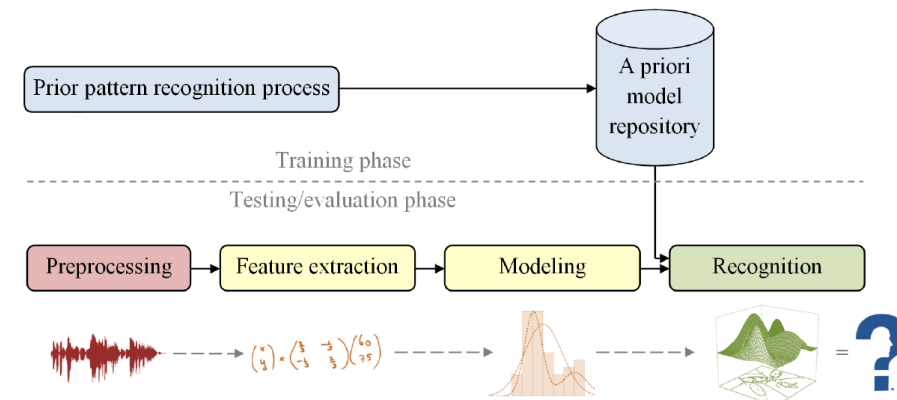 Prior pattern recognition process
A priori
model
repository
Training phase
Testing/evaluation phase
Preprocessing
Feature extraction
Modeling
Recognition
= ?